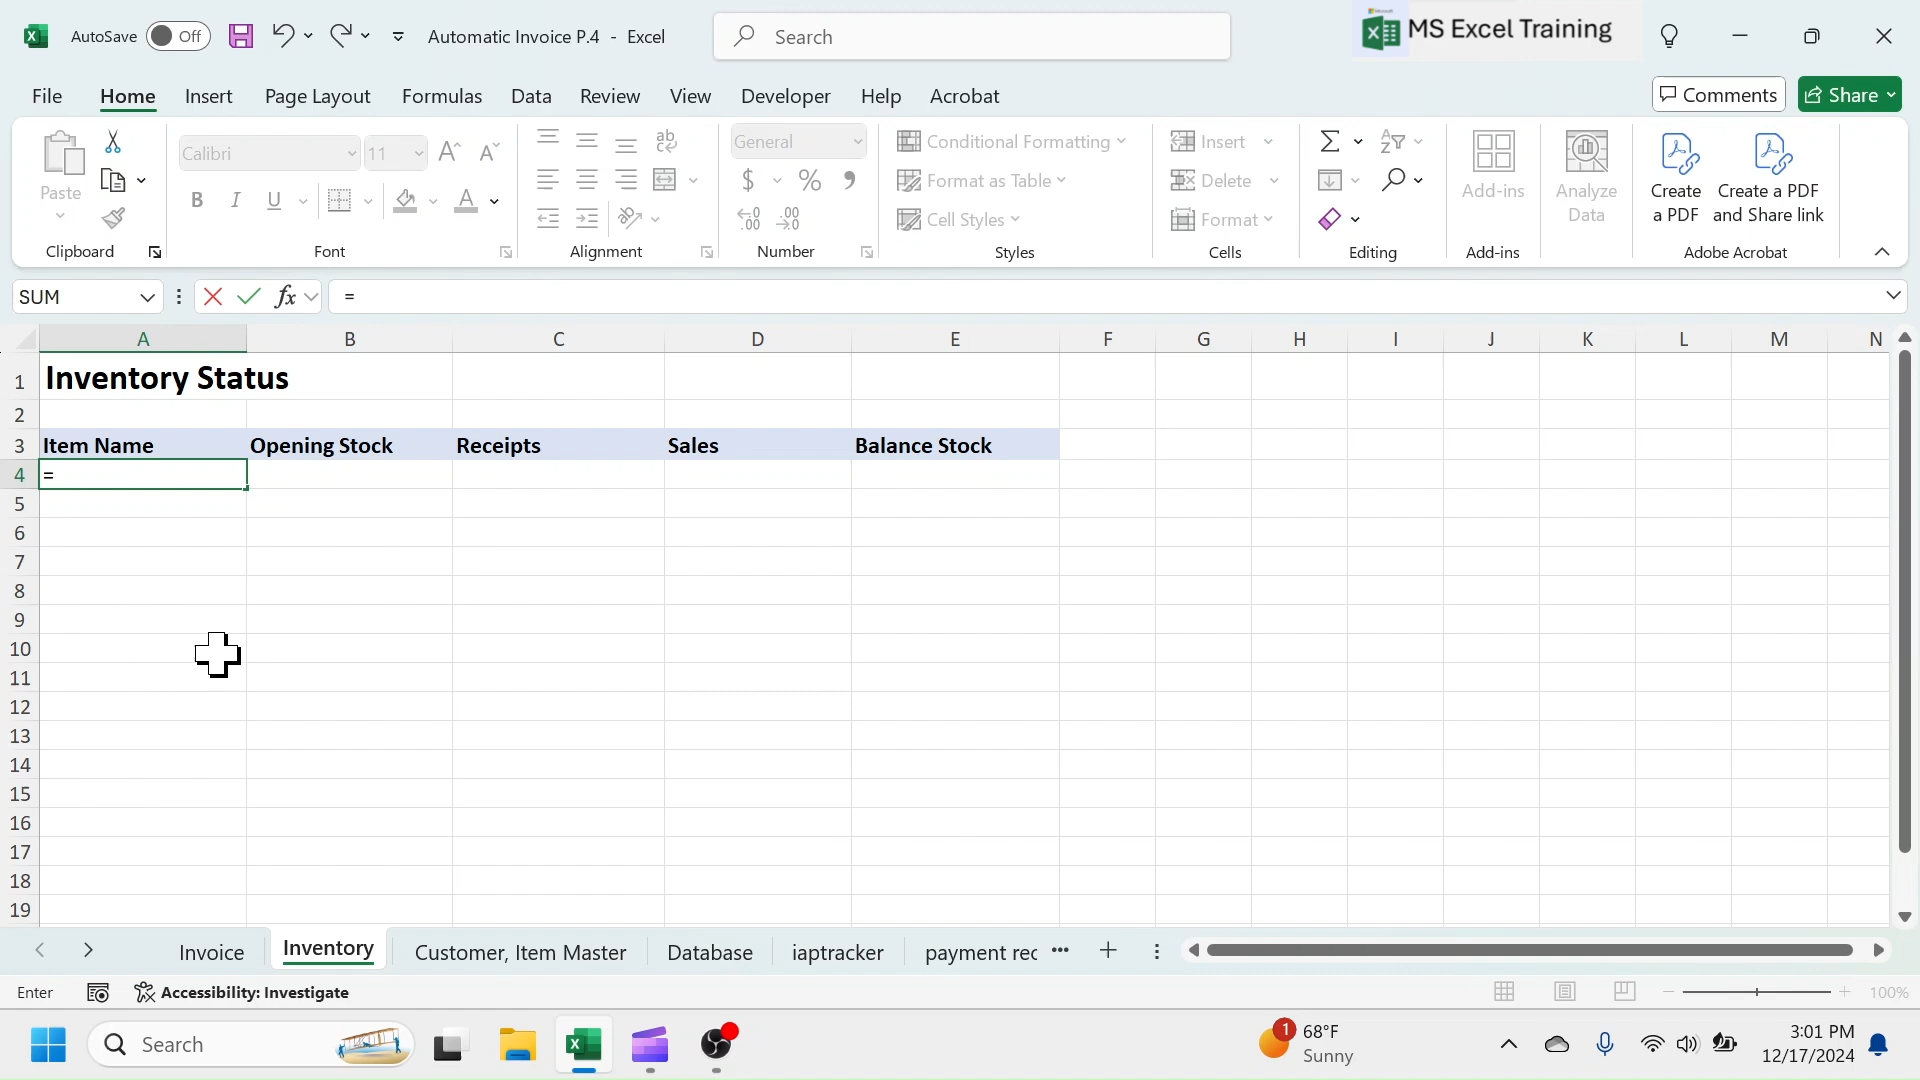 AutoSave Off Automatic Invoice P.4 - Excel Search Microsoft MS Excel Training
File Home Insert Page Layout Formulas Data Review View Developer Help Acrobat Comments Share
Paste Calibri 11 ab General Conditional Formatting Insert Add-ins Analyze Data Create a PDF Create a PDF and Share link
B I U $ % Format as Table Delete
Cell Styles Format
Clipboard Font Alignment Number Styles Cells Editing Add-ins Adobe Acrobat
SUM fx =
A B C D E F G H I J K L M N
1 Inventory Status
2
3 Item Name Opening Stock Receipts Sales Balance Stock
4 =
5
6
7
8
9
10
11
12
13
14
15
16
17
18
19
Invoice Inventory Customer, Item Master Database iaptracker payment rec
Enter Accessibility: Investigate 100%
Search 1 68°F Sunny 3:01 PM 12/17/2024